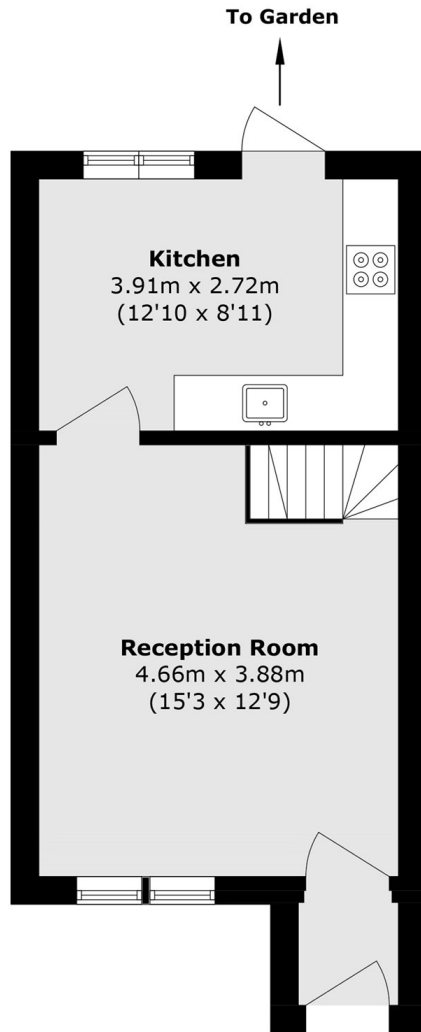 To Garden
Kitchen
3.91m x 2.72m
(12'10 x 8'11)
Reception Room
4.66m x 3.88m
(15'3 x 12'9)